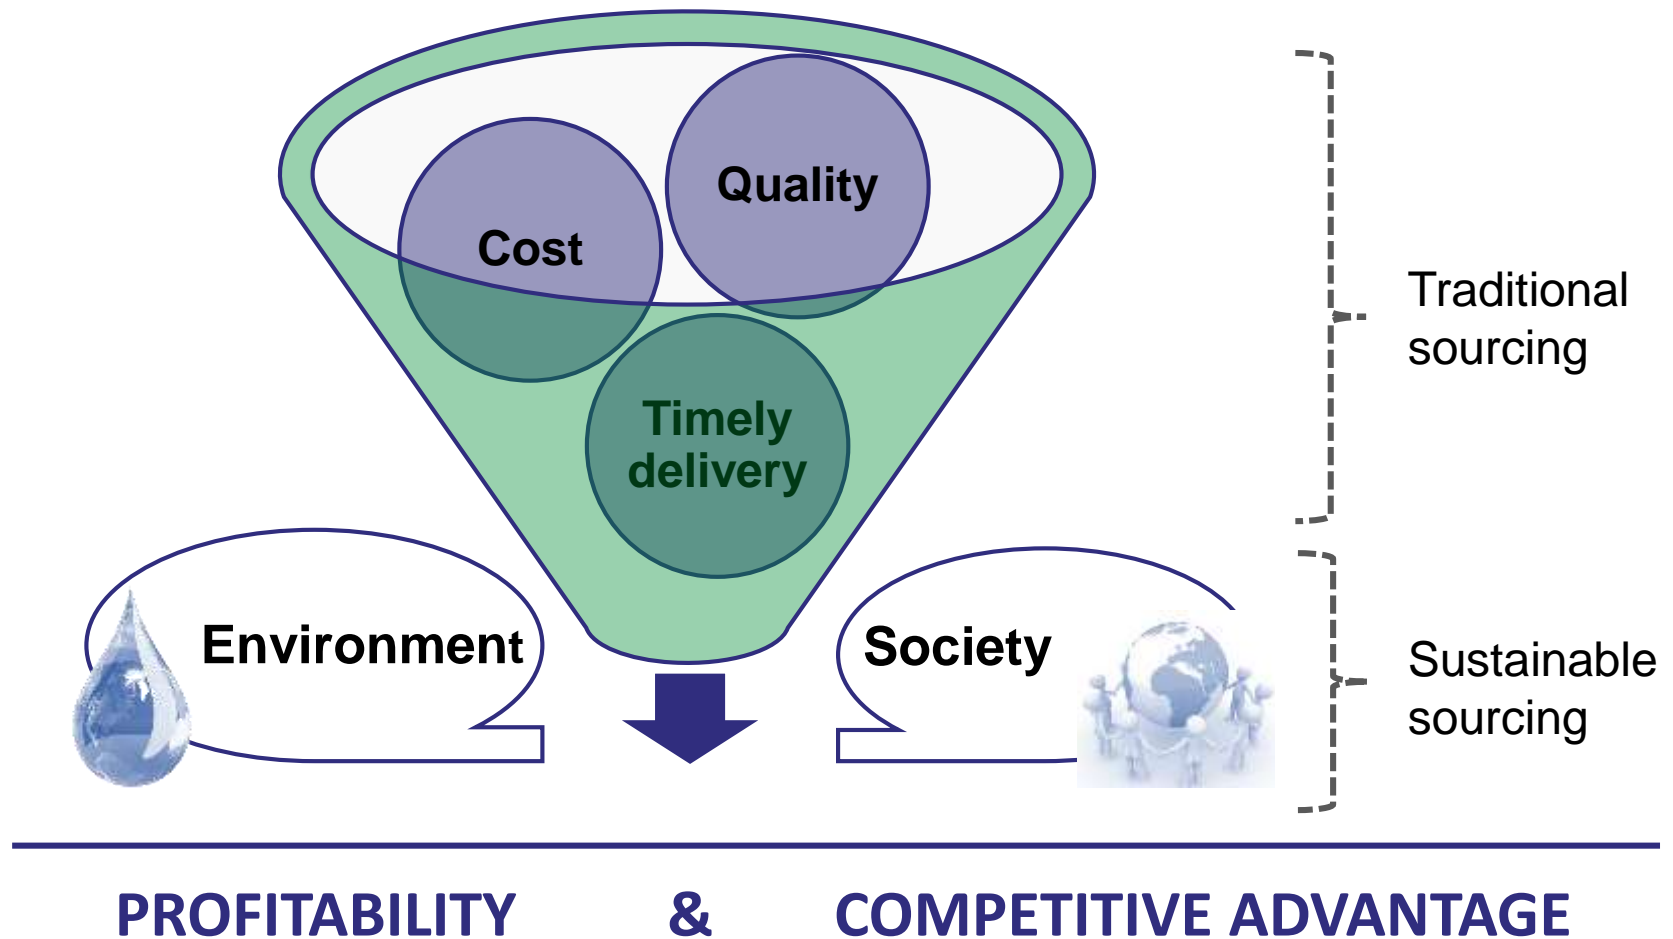 Quality
Cost
Timely
delivery
Traditional
sourcing
Environment
Society
Sustainable
sourcing
PROFITABILITY & COMPETITIVE ADVANTAGE